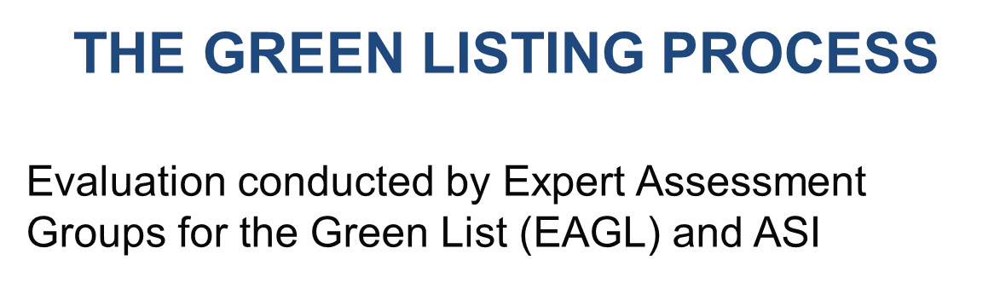 THE GREEN LISTING PROCESS
Evaluation conducted by Expert Assessment
Groups for the Green List (EAGL) and ASI